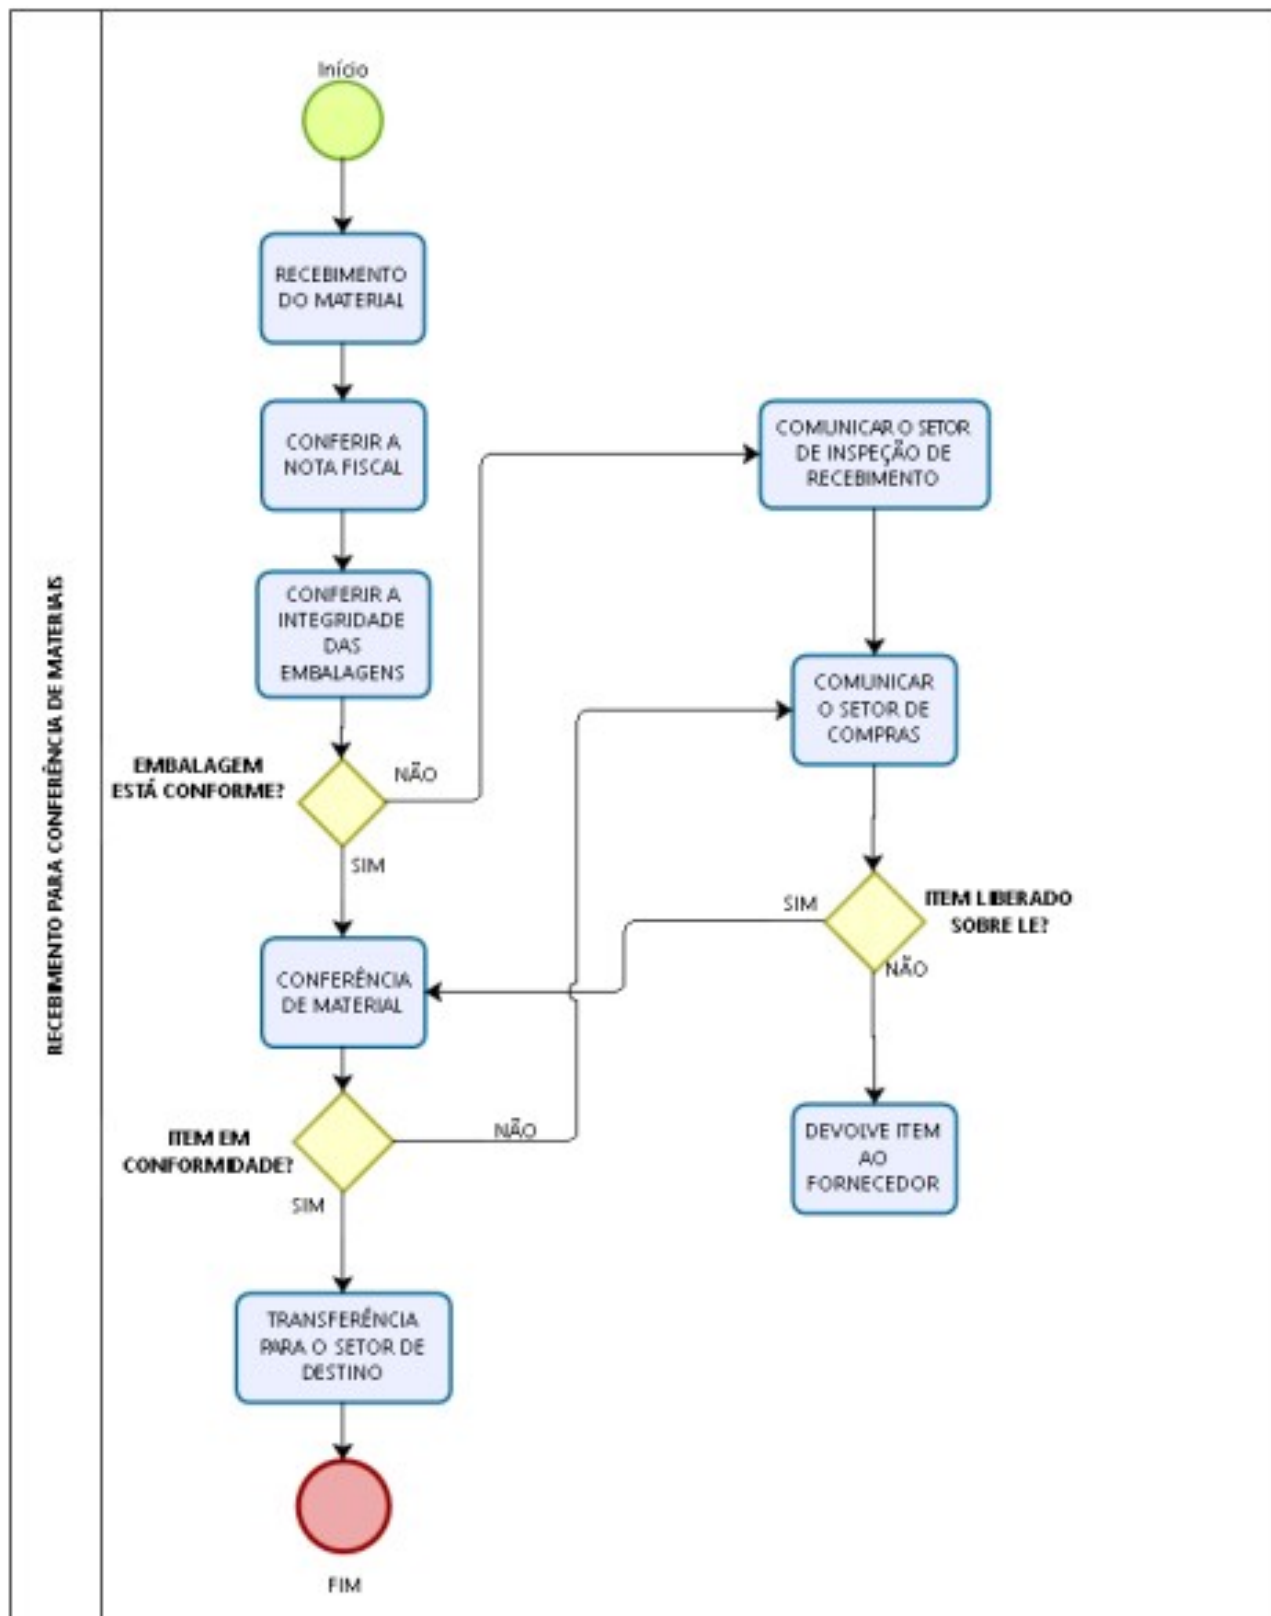 RECEBIMENTO PARA CONFERÊNCIA DE MATERIAIS
Início
RECEBIMENTO
DO MATERIAL
CONFERIR A
NOTA FISCAL
CONFERIR A
INTEGRIDADE
DAS
EMBALAGENS
EMBALAGEM
ESTÁ CONFORME?
NÃO
SIM
COMUNICAR O SETOR
DE INSPEÇÃO DE
RECEBIMENTO
COMUNICAR
O SETOR DE
COMPRAS
ITEM LIBERADO
SOBRE LE?
SIM
NÃO
CONFERÊNCIA
DE MATERIAL
ITEM EM
CONFORMIDADE?
NÃO
SIM
DEVOLVE ITEM
AO
FORNECEDOR
TRANSFERÊNCIA
PARA O SETOR DE
DESTINO
FIM